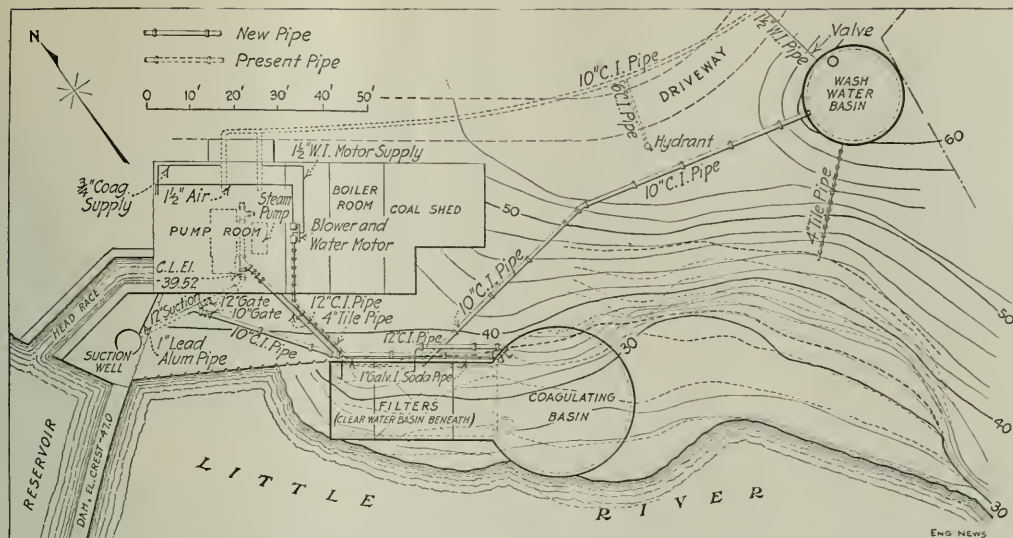 N
New Pipe
Present Pipe
0 10' 20' 30' 40' 50'
1½" W.I. Pipe
Valve
WASH
WATER
BASIN
10" C.I. Pipe
6" C.I. Pipe
DRIVEWAY
Hydrant
10" C.I. Pipe
60
¾" Coag.
Supply
1½" Air
1½" W.I. Motor Supply
Steam
Pump
BOILER
ROOM
COAL SHED
50
PUMP ROOM
Blower and
Water Motor
4" Tile Pipe
C.L. El.
39.52
10" C.I. Pipe
HEAD RACE
12" Suction
12" Gate
10" Gate
12" C.I. Pipe
4" Tile Pipe
12" C.I. Pipe
40
30
50
SUCTION
WELL
1" Lead
Alum Pipe
10" C.I. Pipe
1" Galv. I. Soda Pipe
FILTERS
(CLEAR WATER BASIN BENEATH)
COAGULATING
BASIN
40
RESERVOIR
DAM, EL. CREST-47.0
LITTLE RIVER
30
ENG NEWS